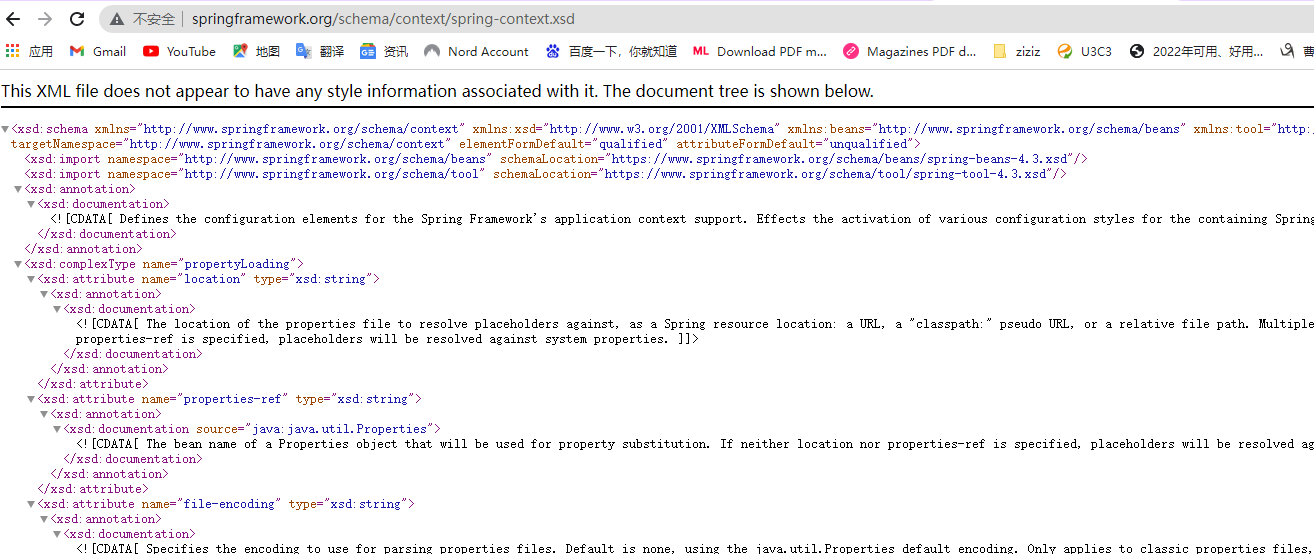 不安全 | springframework.org/schema/context/spring-context.xsd
应用 Gmail YouTube 地图 翻译 资讯 Nord Account 百度一下，你就知道 ML Download PDF m... Magazines PDF d... ziziz U3C3 2022年可用、好用... 曹
This XML file does not appear to have any style information associated with it. The document tree is shown below.
▼<xsd:schema xmlns="http://www.springframework.org/schema/context" xmlns:xsd="http://www.w3.org/2001/XMLSchema" xmlns:beans="http://www.springframework.org/schema/beans" xmlns:tool="http:
targetNamespace="http://www.springframework.org/schema/context" elementFormDefault="qualified" attributeFormDefault="unqualified">
<xsd:import namespace="http://www.springframework.org/schema/beans" schemaLocation="https://www.springframework.org/schema/beans/spring-beans-4.3.xsd"/>
<xsd:import namespace="http://www.springframework.org/schema/tool" schemaLocation="https://www.springframework.org/schema/tool/spring-tool-4.3.xsd"/>
▼<xsd:annotation>
▼<xsd:documentation>
<![CDATA[ Defines the configuration elements for the Spring Framework's application context support. Effects the activation of various configuration styles for the containing Spring
</xsd:documentation>
</xsd:annotation>
▼<xsd:complexType name="propertyLoading">
▼<xsd:attribute name="location" type="xsd:string">
▼<xsd:annotation>
▼<xsd:documentation>
<![CDATA[ The location of the properties file to resolve placeholders against, as a Spring resource location: a URL, a "classpath:" pseudo URL, or a relative file path. Multiple
properties-ref is specified, placeholders will be resolved against system properties. ]]>
</xsd:documentation>
</xsd:annotation>
</xsd:attribute>
▼<xsd:attribute name="properties-ref" type="xsd:string">
▼<xsd:annotation>
▼<xsd:documentation source="java:java.util.Properties">
<![CDATA[ The bean name of a Properties object that will be used for property substitution. If neither location nor properties-ref is specified, placeholders will be resolved ag
</xsd:documentation>
</xsd:annotation>
</xsd:attribute>
▼<xsd:attribute name="file-encoding" type="xsd:string">
▼<xsd:annotation>
▼<xsd:documentation>
<![CDATA[ Specifies the encoding to use for parsing properties files. Default is none, using the java.util.Properties default encoding. Only applies to classic properties files,